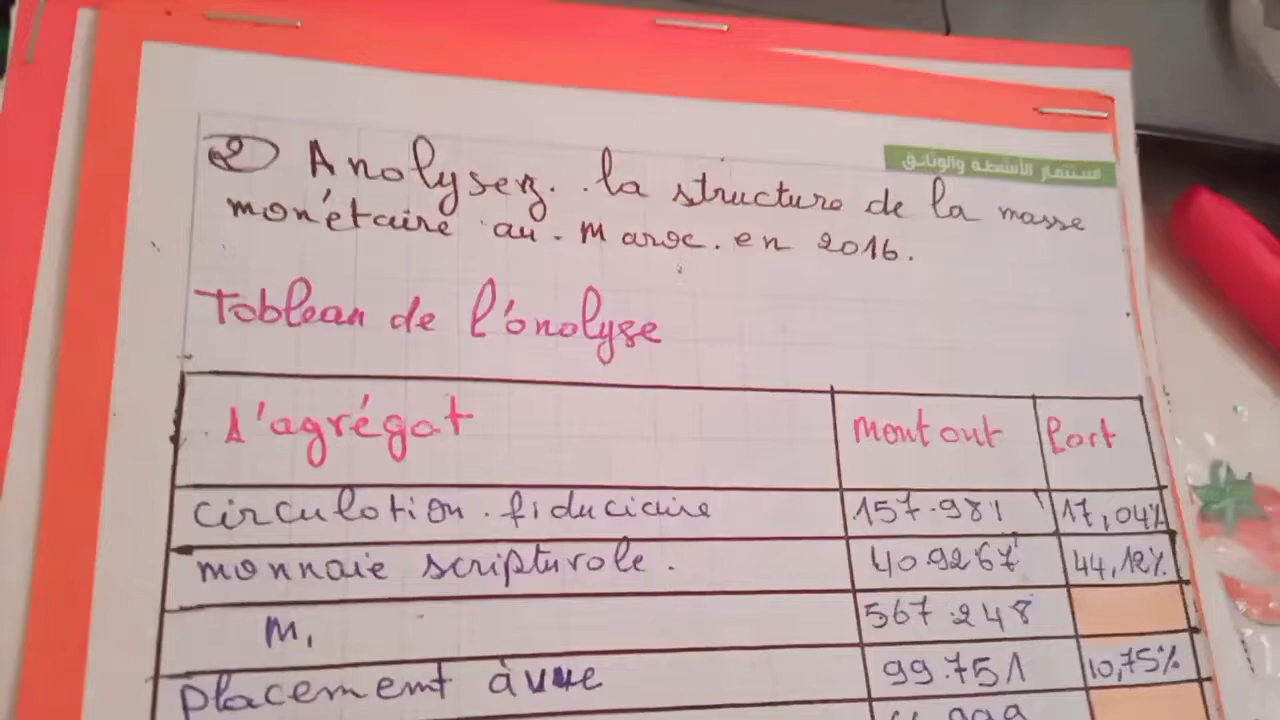 استثمار الأنشطة والوثائق
② Analysez. la structure de la masse
monétaire au. Maroc. en 2016.
Tableau de l'analyse
L'agrégat Montant Part
circulation. fiduciaire 157.981 17,04%
monnaie scripturale. 409267 44,12%
M1 567.248
placement à vue 99.751 10,75%